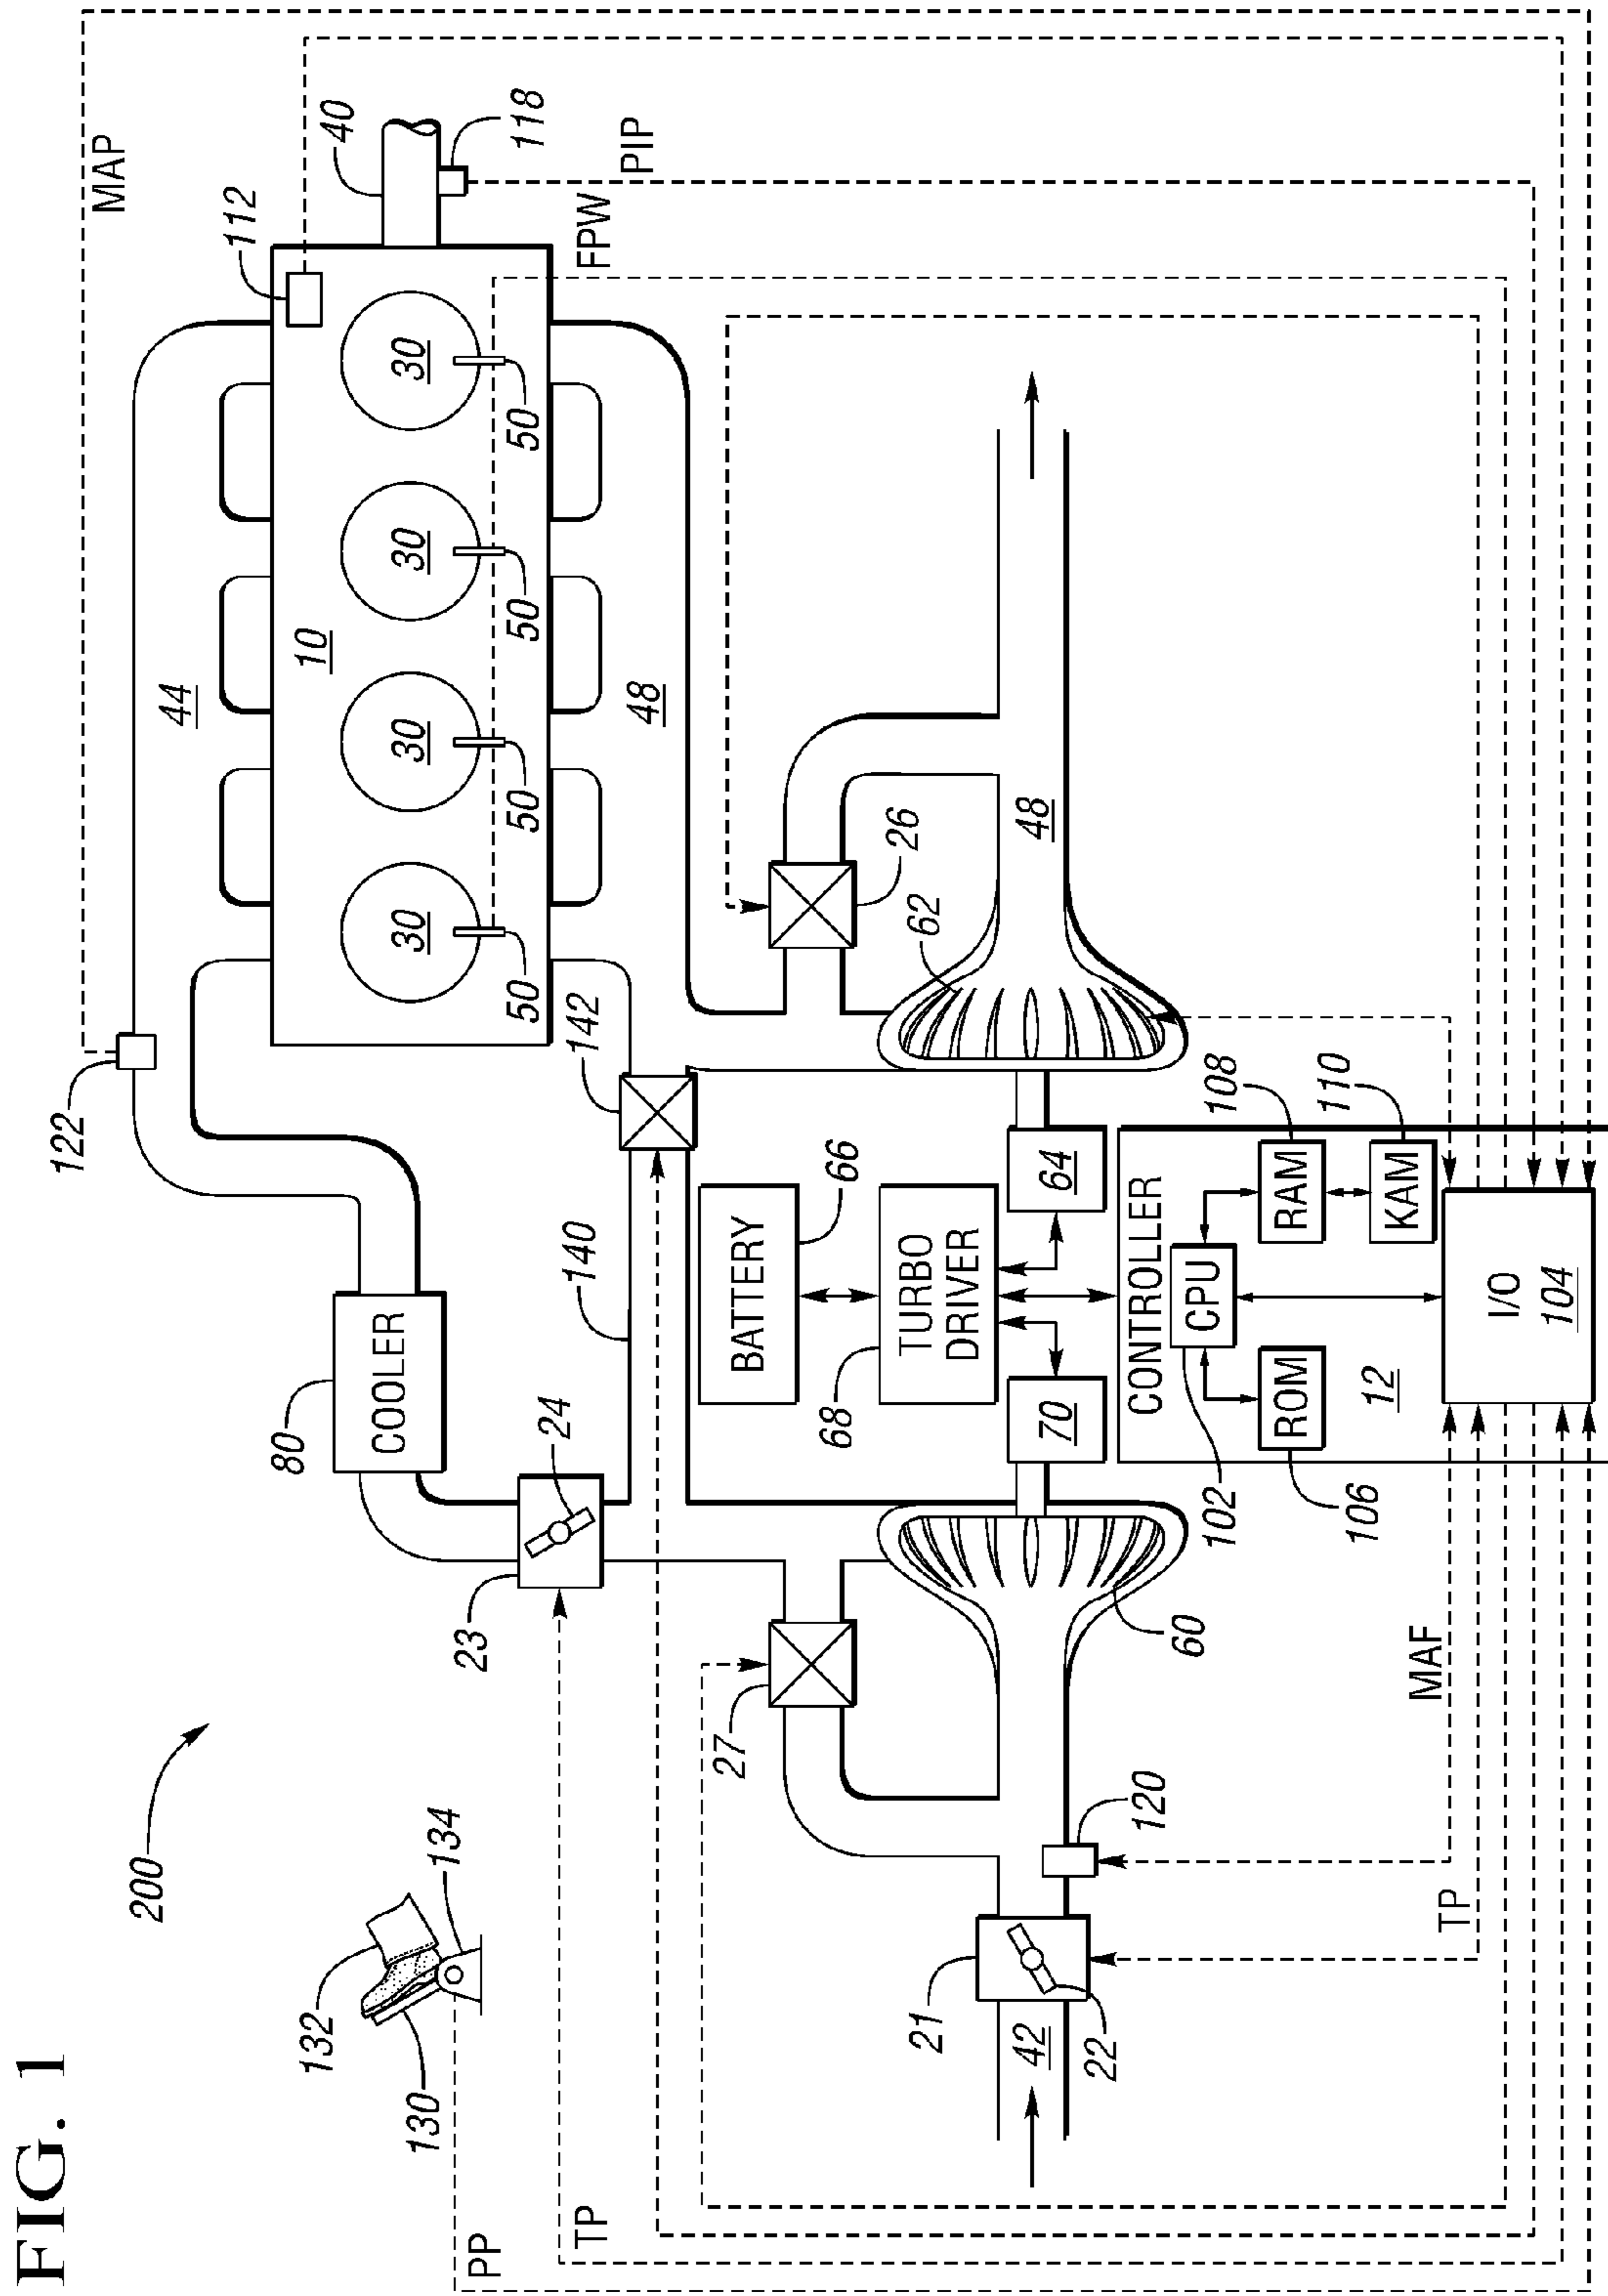 FIG. 1
200
MAP
122
44
112
40
118
PIP
FPW
10
30
30
30
30
50
50
50
50
48
132
130
134
PP
TP
80
COOLER
23
24
140
142
27
26
BATTERY
66
68
TURBO
DRIVER
62
48
21
42
22
120
60
70
64
MAF
TP
CONTROLLER
102
CPU
108
RAM
110
KAM
106
ROM
12
I/O
104